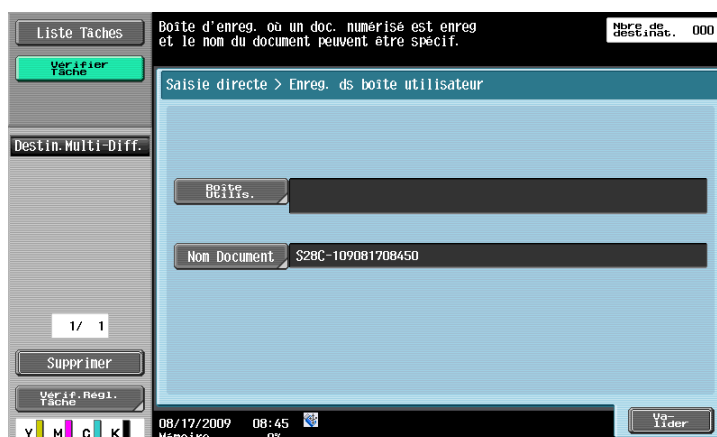 Liste Tâches
Vérifier
Tâche
Destin.Multi-Diff.
1/ 1
Supprimer
Vérif.Régl.
Tâche
Y M C K
Boîte d'enreg. où un doc. numérisé est enreg
et le nom du document peuvent être spécif.
Nbre de
destinat. 000
Saisie directe > Enreg. ds boîte utilisateur
Boîte
Utilis.
Nom Document S28C-109081708450
08/17/2009 08:45
Mémoire 0%
Va-
lider